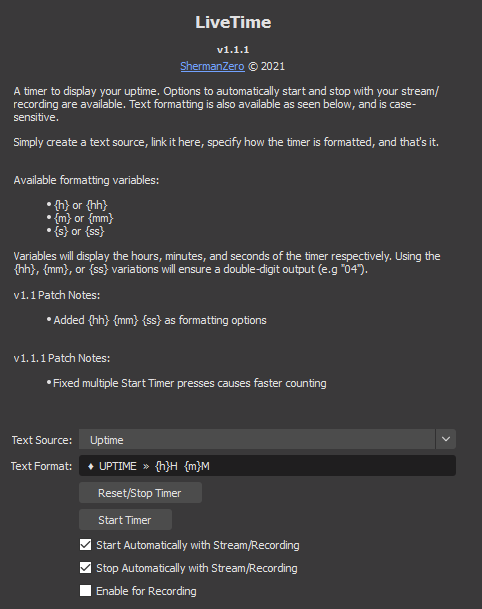 LiveTime
v1.1.1
ShermanZero © 2021
A timer to display your uptime. Options to automatically start and stop with your stream/
recording are available. Text formatting is also available as seen below, and is case-
sensitive.
Simply create a text source, link it here, specify how the timer is formatted, and that's it.
Available formatting variables:
• {h} or {hh}
• {m} or {mm}
• {s} or {ss}
Variables will display the hours, minutes, and seconds of the timer respectively. Using the
{hh}, {mm}, or {ss} variations will ensure a double-digit output (e.g "04").
v1.1 Patch Notes:
• Added {hh} {mm} {ss} as formatting options
v1.1.1 Patch Notes:
• Fixed multiple Start Timer presses causes faster counting
Text Source: Uptime
Text Format: ♦ UPTIME » {h}H {m}M
Reset/Stop Timer
Start Timer
Start Automatically with Stream/Recording
Stop Automatically with Stream/Recording
Enable for Recording